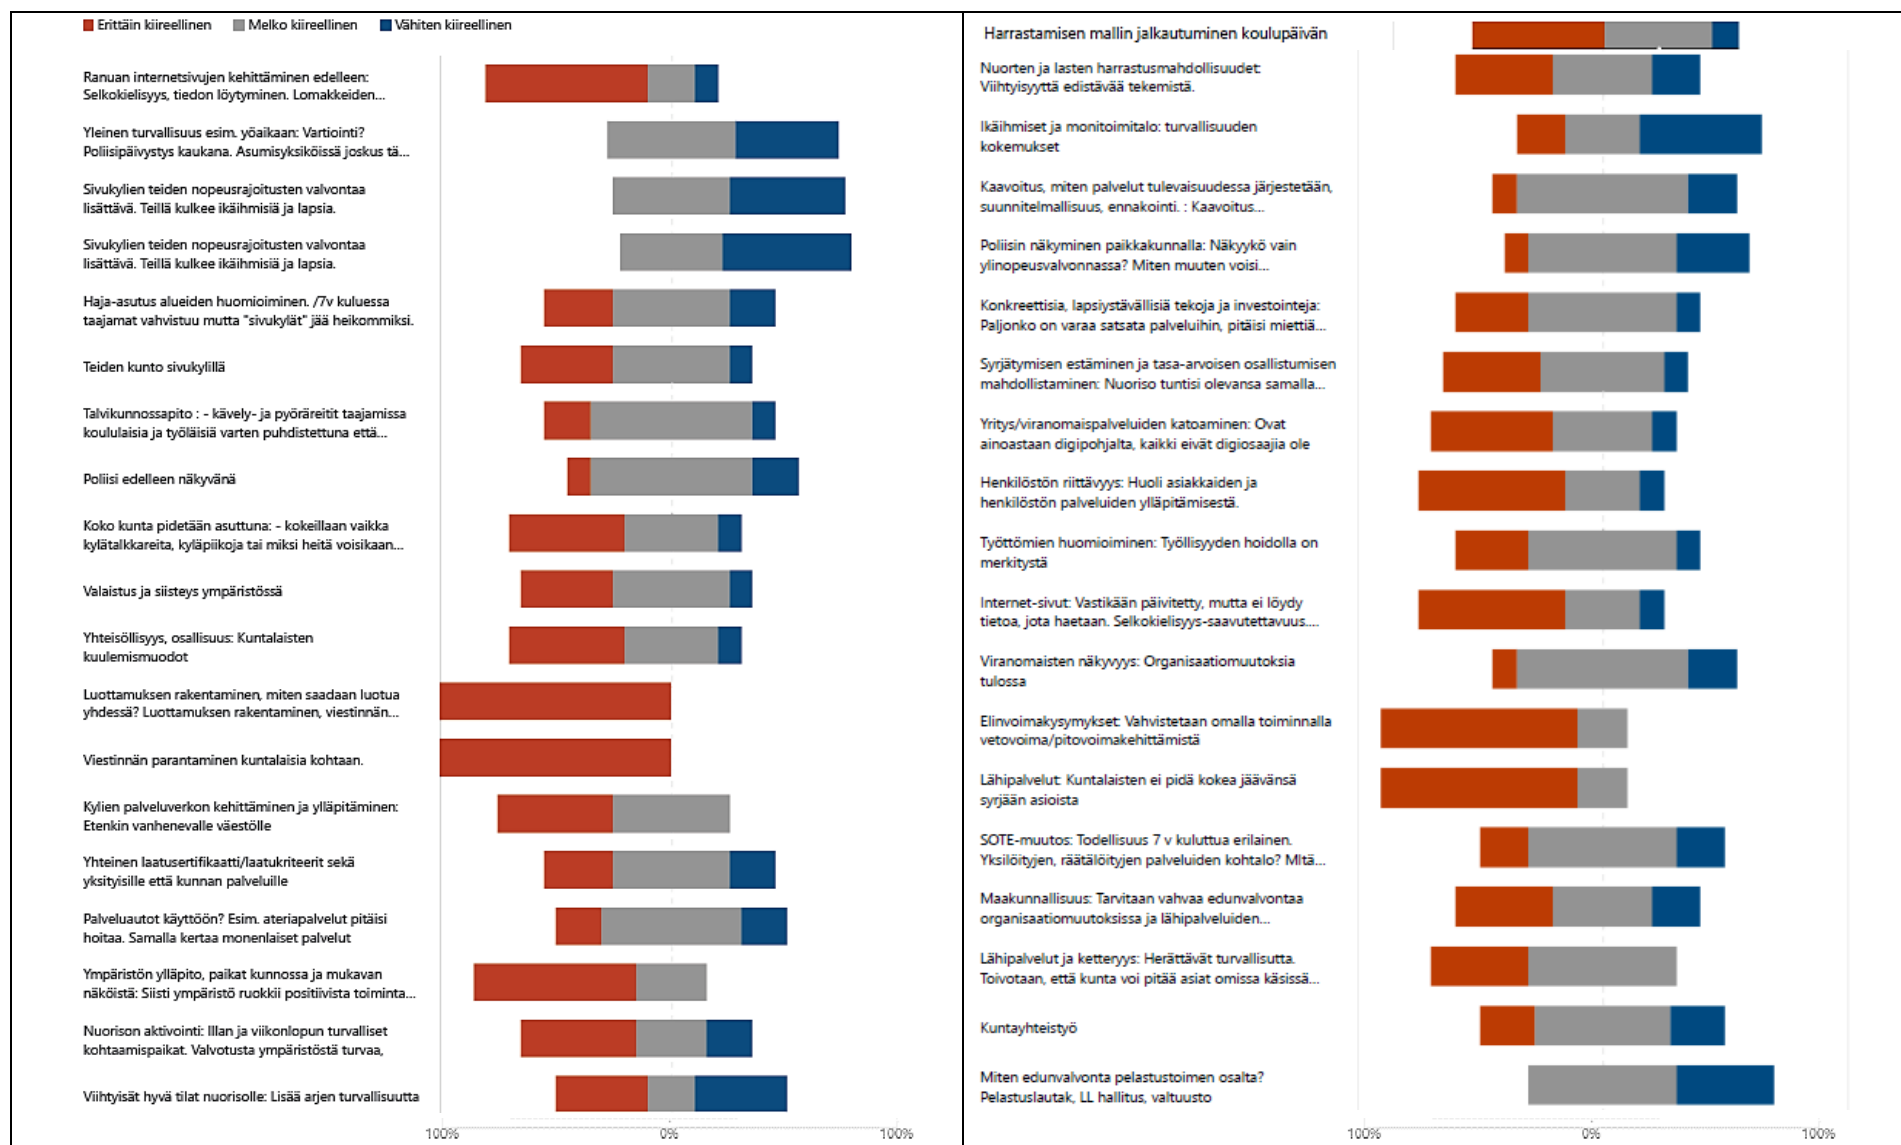 Erittäin kiireellinen Melko kiireellinen Vähiten kiireellinen
Ranuan internetsivujen kehittäminen edelleen:
Selkokielisyys, tiedon löytyminen. Lomakkeiden...
Yleinen turvallisuus esim. yöaikaan: Vartiointi?
Poliisipäivystys kaukana. Asumisyksiköissä joskus tä...
Sivukylien teiden nopeusrajoitusten valvontaa
lisättävä. Teillä kulkee ikäihmisiä ja lapsia.
Sivukylien teiden nopeusrajoitusten valvontaa
lisättävä. Teillä kulkee ikäihmisiä ja lapsia.
Haja-asutus alueiden huomioiminen. /7v kuluessa
taajamat vahvistuu mutta "sivukylät" jää heikommiksi.
Teiden kunto sivukylillä
Talvikunnossapito : - kävely- ja pyöräreitit taajamissa
koululaisia ja työläisiä varten puhdistettuna että...
Poliisi edelleen näkyvänä
Koko kunta pidetään asuttuna: - kokeillaan vaikka
kylätalkkareita, kyläpiikoja tai miksi heitä voisikaan...
Valaistus ja siisteys ympäristössä
Yhteisöllisyys, osallisuus: Kuntalaisten
kuulemismuodot
Luottamuksen rakentaminen, miten saadaan luotua
yhdessä? Luottamuksen rakentaminen, viestinnän...
Viestinnän parantaminen kuntalaisia kohtaan.
Kylien palveluverkon kehittäminen ja ylläpitäminen:
Etenkin vanhenevalle väestölle
Yhteinen laatusertifikaatti/laatukriteerit sekä
yksityisille että kunnan palveluille
Palveluautot käyttöön? Esim. ateriapalvelut pitäisi
hoitaa. Samalla kertaa monenlaiset palvelut
Ympäristön ylläpito, paikat kunnossa ja mukavan
näköistä: Siisti ympäristö ruokkii positiivista toiminta...
Nuorison aktivointi: Illan ja viikonlopun turvalliset
kohtaamispaikat. Valvotusta ympäristöstä turvaa,
Viihtyisät hyvä tilat nuorisolle: Lisää arjen turvallisuutta
100% 0% 100%
Harrastamisen mallin jalkautuminen koulupäivän
Nuorten ja lasten harrastusmahdollisuudet:
Viihtyisyyttä edistävää tekemistä.
Ikäihmiset ja monitoimitalo: turvallisuuden
kokemukset
Kaavoitus, miten palvelut tulevaisuudessa järjestetään,
suunnitelmallisuus, ennakointi. : Kaavoitus...
Poliisin näkyminen paikkakunnalla: Näkyykö vain
ylinopeusvalvonnassa? Miten muuten voisi...
Konkreettisia, lapsiystävällisiä tekoja ja investointeja:
Paljonko on varaa satsata palveluihin, pitäisi miettiä...
Syrjätymisen estäminen ja tasa-arvoisen osallistumisen
mahdollistaminen: Nuoriso tuntisi olevansa samalla...
Yritys/viranomaispalveluiden katoaminen: Ovat
ainoastaan digipohjalta, kaikki eivät digiosaajia ole
Henkilöstön riittävyys: Huoli asiakkaiden ja
henkilöstön palveluiden ylläpitämisestä.
Työttömien huomioiminen: Työllisyyden hoidolla on
merkitystä
Internet-sivut: Vastikään päivitetty, mutta ei löydy
tietoa, jota haetaan. Selkokielisyys-saavutettavuus....
Viranomaisten näkyvyys: Organisaatiomuutoksia
tulossa
Elinvoimakysymykset: Vahvistetaan omalla toiminnalla
vetovoima/pitovoimakehittämistä
Lähipalvelut: Kuntalaisten ei pidä kokea jäävänsä
syrjään asioista
SOTE-muutos: Todellisuus 7 v kuluttua erilainen.
Yksilöityjen, räätälöityjen palveluiden kohtalo? MItä...
Maakunnallisuus: Tarvitaan vahvaa edunvalvontaa
organisaatiomuutoksissa ja lähipalveluiden...
Lähipalvelut ja ketteryys: Herättävät turvallisutta.
Toivotaan, että kunta voi pitää asiat omissa käsissä...
Kuntayhteistyö
Miten edunvalvonta pelastustoimen osalta?
Pelastuslautak, LL hallitus, valtuusto
100% 0% 100%